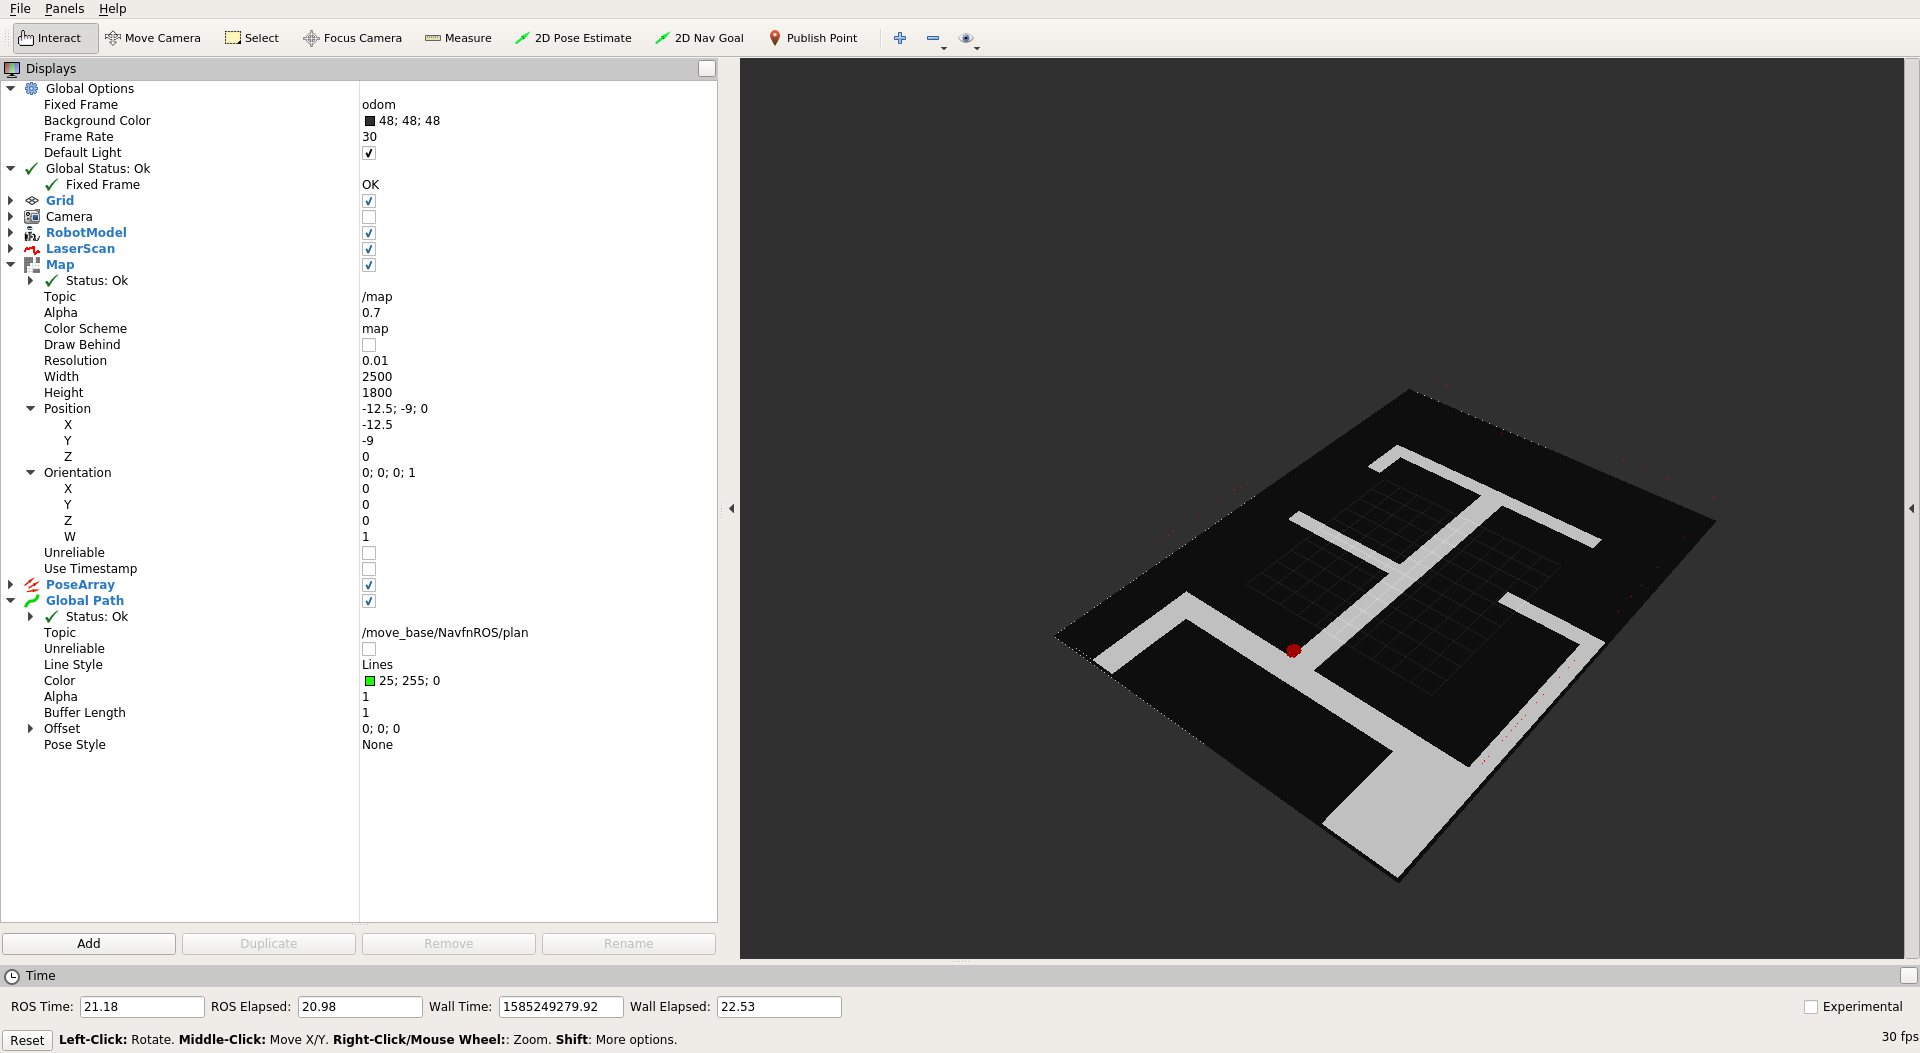 File Panels Help
Interact Move Camera Select Focus Camera Measure 2D Pose Estimate 2D Nav Goal Publish Point
Displays
Global Options
Fixed Frame odom
Background Color 48; 48; 48
Frame Rate 30
Default Light
Global Status: Ok
Fixed Frame OK
Grid
Camera
RobotModel
LaserScan
Map
Status: Ok
Topic /map
Alpha 0.7
Color Scheme map
Draw Behind
Resolution 0.01
Width 2500
Height 1800
Position -12.5; -9; 0
X -12.5
Y -9
Z 0
Orientation 0; 0; 0; 1
X 0
Y 0
Z 0
W 1
Unreliable
Use Timestamp
PoseArray
Global Path
Status: Ok
Topic /move_base/NavfnROS/plan
Unreliable
Line Style Lines
Color 25; 255; 0
Alpha 1
Buffer Length 1
Offset 0; 0; 0
Pose Style None
Add Duplicate Remove Rename
Time
ROS Time: 21.18 ROS Elapsed: 20.98 Wall Time: 1585249279.92 Wall Elapsed: 22.53 Experimental
Reset Left-Click: Rotate. Middle-Click: Move X/Y. Right-Click/Mouse Wheel:: Zoom. Shift: More options. 30 fps